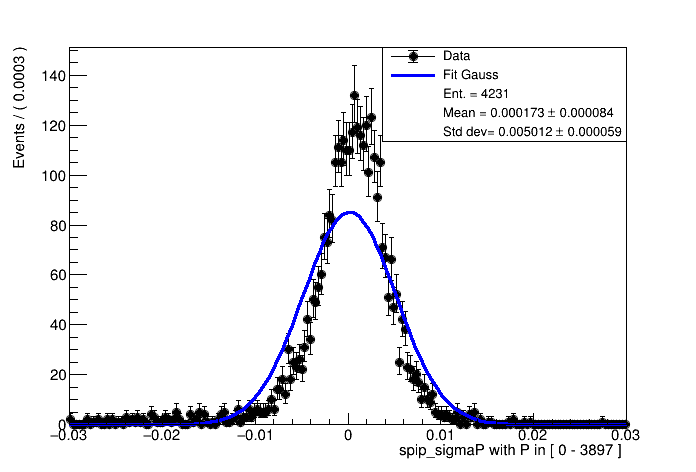 Events / ( 0.0003 )
140
120
100
80
60
40
20
0
−0.03 −0.02 −0.01 0 0.01 0.02 0.03
spip_sigmaP with P in [ 0 - 3897 ]
Data
Fit Gauss
Ent. = 4231
Mean = 0.000173 ± 0.000084
Std dev= 0.005012 ± 0.000059